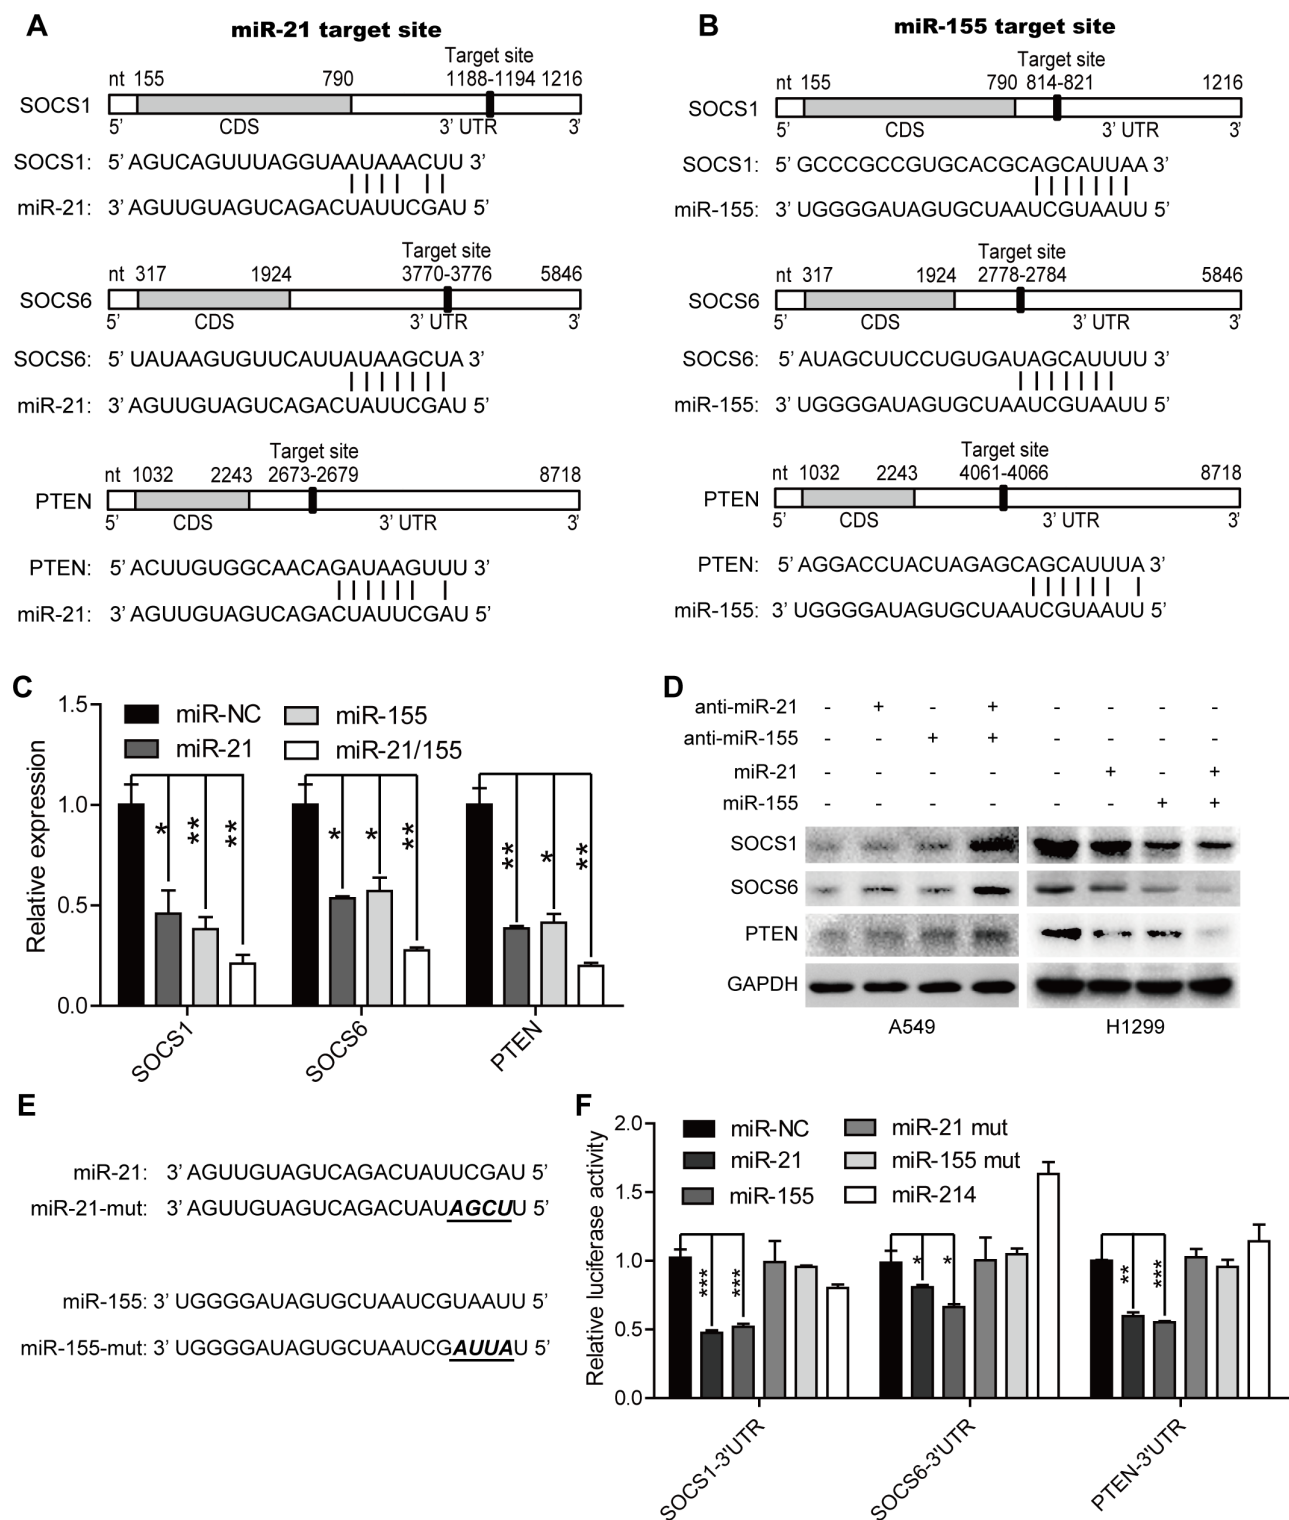 A
miR-21 target site
Target site
nt 155 790 1188-1194 1216
SOCS1
5’ CDS 3’ UTR 3’
SOCS1: 5’ AGUCAGUUUAGGUAAUAAACUU 3’
miR-21: 3’ AGUUGUAGUCAGACUAUUCGAU 5’
Target site
nt 317 1924 3770-3776 5846
SOCS6
5’ CDS 3’ UTR 3’
SOCS6: 5’ UAUAAGUGUUCAUUAUAAGCUA 3’
miR-21: 3’ AGUUGUAGUCAGACUAUUCGAU 5’
Target site
nt 1032 2243 2673-2679 8718
PTEN
5’ CDS 3’ UTR 3’
PTEN: 5’ ACUUGUGGCAACAGAUAAGUUU 3’
miR-21: 3’ AGUUGUAGUCAGACUAUUCGAU 5’
B
miR-155 target site
Target site
nt 155 790 814-821 1216
SOCS1
5’ CDS 3’ UTR 3’
SOCS1: 5’ GCCCGCCGUGCACGCAGCAUUAA 3’
miR-155: 3’ UGGGGAUAGUGCUAAUCGUAAUU 5’
Target site
nt 317 1924 2778-2784 5846
SOCS6
5’ CDS 3’ UTR 3’
SOCS6: 5’ AUAGCUUCCUGUGAUAGCAUUUU 3’
miR-155: 3’ UGGGGAUAGUGCUAAUCGUAAUU 5’
Target site
nt 1032 2243 4061-4066 8718
PTEN
5’ CDS 3’ UTR 3’
PTEN: 5’ AGGACCUACUAGAGCAGCAUUUA 3’
miR-155: 3’ UGGGGAUAGUGCUAAUCGUAAUU 5’
C
Relative expression
1.5
1.0
0.5
0.0
miR-NC miR-155
miR-21 miR-21/155
* ** **
* * **
** * **
SOCS1 SOCS6 PTEN
D
anti-miR-21 - + - + - - - -
anti-miR-155 - - + + - - - -
miR-21 - - - - - + - +
miR-155 - - - - - - + +
SOCS1
SOCS6
PTEN
GAPDH
A549 H1299
E
miR-21: 3’ AGUUGUAGUCAGACUAUUCGAU 5’
miR-21-mut: 3’ AGUUGUAGUCAGACUAUAGCUU 5’
miR-155: 3’ UGGGGAUAGUGCUAAUCGUAAUU 5’
miR-155-mut: 3’ UGGGGAUAGUGCUAAUCGAUUAU 5’
F
Relative luciferase activity
2.0
1.5
1.0
0.5
0.0
miR-NC miR-21 mut
miR-21 miR-155 mut
miR-155 miR-214
*** ***
* *
** ***
SOCS1-3'UTR SOCS6-3'UTR PTEN-3'UTR